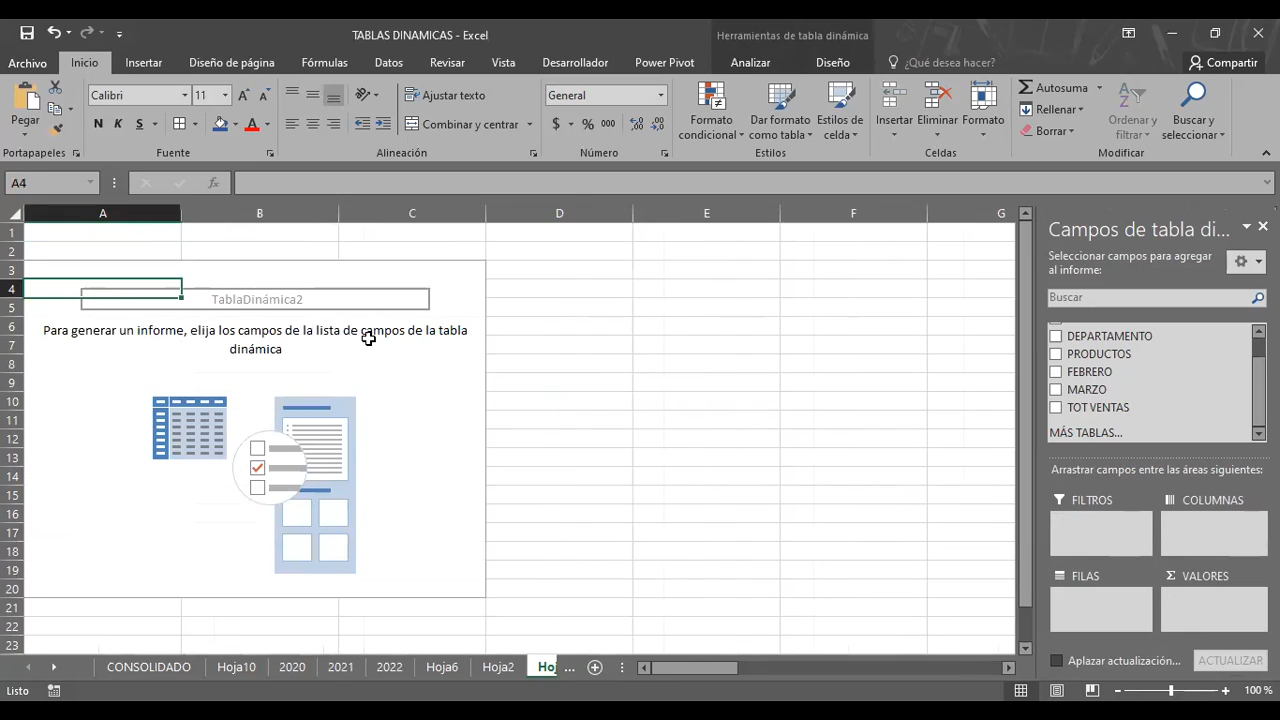 TABLAS DINAMICAS - Excel
Herramientas de tabla dinámica
Archivo
Inicio
Insertar
Diseño de página
Fórmulas
Datos
Revisar
Vista
Desarrollador
Power Pivot
Analizar
Diseño
¿Qué desea hacer?
Compartir
Pegar
Portapapeles
Calibri
11
N K S
Fuente
Ajustar texto
Combinar y centrar
Alineación
General
$ % 000
Número
Formato condicional
Dar formato como tabla
Estilos de celda
Estilos
Insertar
Eliminar
Formato
Celdas
Autosuma
Rellenar
Borrar
Ordenar y filtrar
Buscar y seleccionar
Modificar
A4
fx
A B C D E F G
1
2
3
4
5
6
7
8
9
10
11
12
13
14
15
16
17
18
19
20
21
22
23
TablaDinámica2
Para generar un informe, elija los campos de la lista de campos de la tabla
dinámica
Campos de tabla di...
Seleccionar campos para agregar
al informe:
Buscar
DEPARTAMENTO
PRODUCTOS
FEBRERO
MARZO
TOT VENTAS
MÁS TABLAS...
Arrastrar campos entre las áreas siguientes:
FILTROS
COLUMNAS
FILAS
Σ VALORES
Aplazar actualización...
ACTUALIZAR
CONSOLIDADO
Hoja10
2020
2021
2022
Hoja6
Hoja2
Hoj
...
Listo
100 %